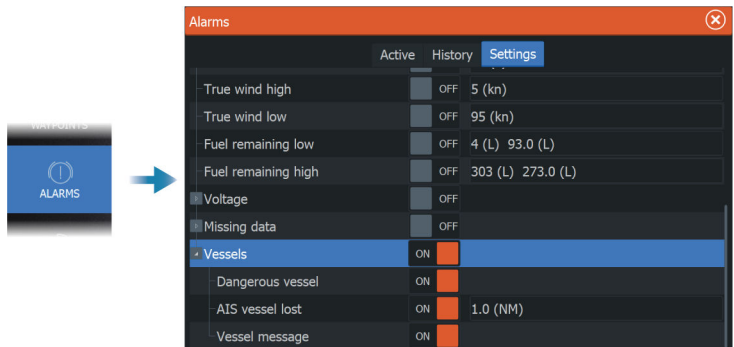 Alarms
Active History Settings
True wind high OFF 5 (kn)
True wind low OFF 95 (kn)
Fuel remaining low OFF 4 (L) 93.0 (L)
Fuel remaining high OFF 303 (L) 273.0 (L)
Voltage OFF
Missing data OFF
Vessels ON
Dangerous vessel ON
AIS vessel lost ON 1.0 (NM)
Vessel message ON
WAYPOINTS
ALARMS